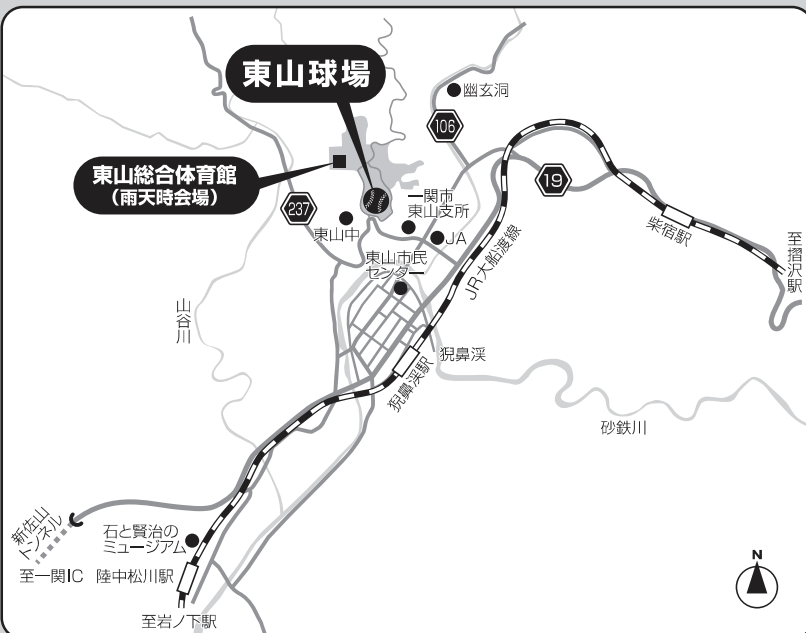 東山球場
幽玄洞
106
東山総合体育館
(雨天時会場)
237
19
東山中
一関市
東山支所
JA
東山市民
センター
JR大船渡線
柴宿駅
至摺沢駅
山谷川
猊鼻渓
猊鼻渓駅
砂鉄川
新佐山
トンネル
石と賢治の
ミュージアム
至一関IC
陸中松川駅
至岩ノ下駅
N